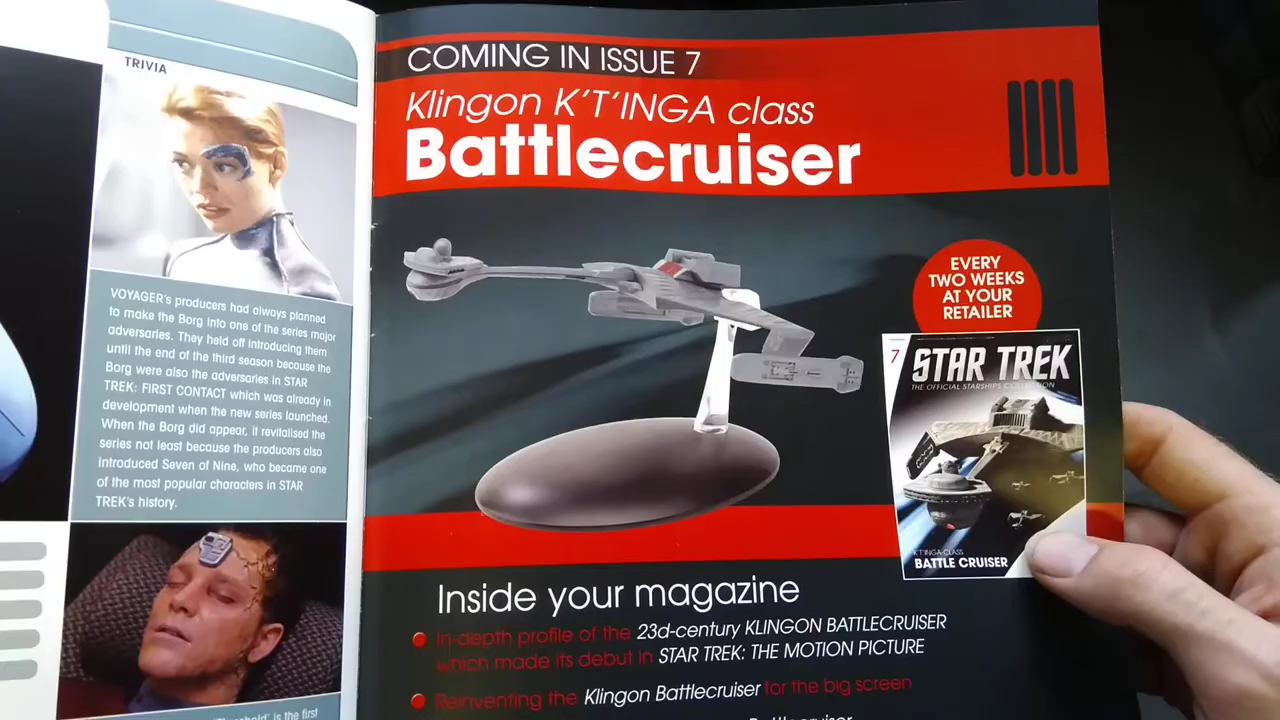 TRIVIA
VOYAGER's producers had always planned
to make the Borg into one of the series major
adversaries. They held off introducing them
until the end of the third season because the
Borg were also the adversaries in STAR
TREK: FIRST CONTACT which was already in
development when the new series launched.
When the Borg did appear, it revitalised the
series not least because the producers also
introduced Seven of Nine, who became one
of the most popular characters in STAR
TREK's history.
is the first
COMING IN ISSUE 7
Klingon K'T'INGA class
Battlecruiser
EVERY
TWO WEEKS
AT YOUR
RETAILER
7
STAR TREK
THE OFFICIAL STARSHIPS COLLECTION
K'T'INGA-CLASS
BATTLE CRUISER
Inside your magazine
In-depth profile of the 23d-century KLINGON BATTLECRUISER
which made its debut in STAR TREK: THE MOTION PICTURE
Reinventing the Klingon Battlecruiser for the big screen
Battlecruiser